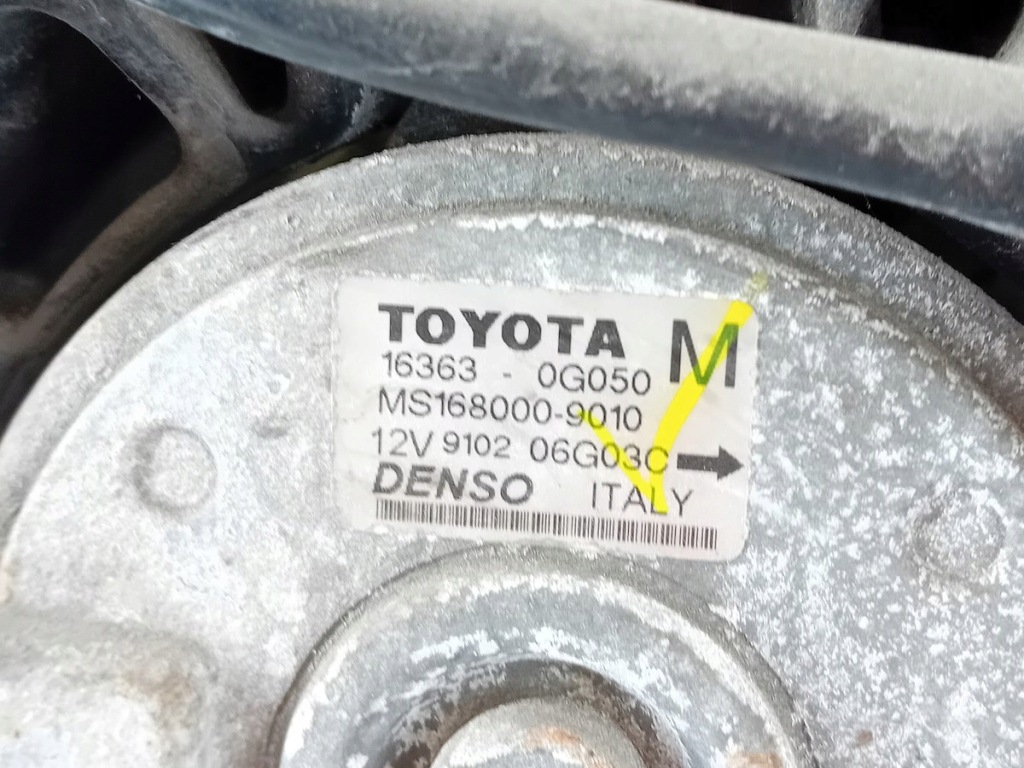 TOYOTA M
16363 - 0G050
MS168000-9010
12V 9102 06G03C
DENSO ITALY